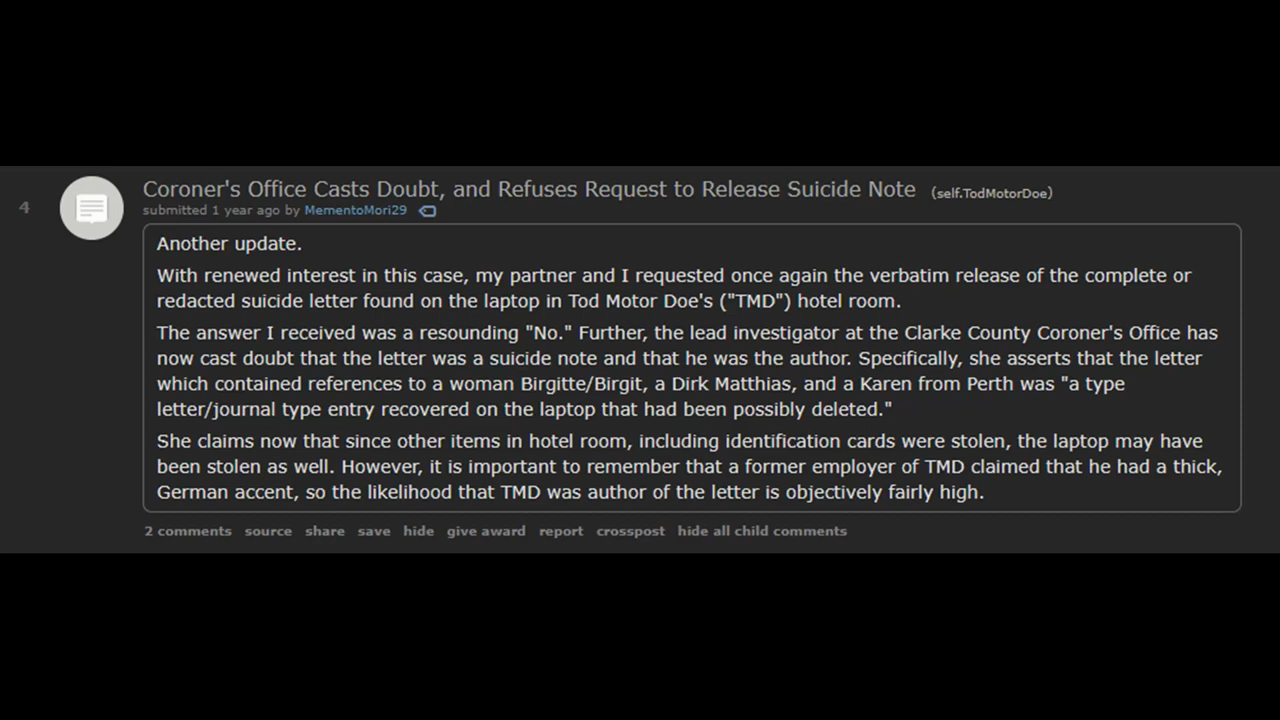 Coroner's Office Casts Doubt, and Refuses Request to Release Suicide Note (self.TodMotorDoe)
4
submitted 1 year ago by MementoMori29
Another update.
With renewed interest in this case, my partner and I requested once again the verbatim release of the complete or
redacted suicide letter found on the laptop in Tod Motor Doe's ("TMD") hotel room.
The answer I received was a resounding "No." Further, the lead investigator at the Clarke County Coroner's Office has
now cast doubt that the letter was a suicide note and that he was the author. Specifically, she asserts that the letter
which contained references to a woman Birgitte/Birgit, a Dirk Matthias, and a Karen from Perth was "a type
letter/journal type entry recovered on the laptop that had been possibly deleted."
She claims now that since other items in hotel room, including identification cards were stolen, the laptop may have
been stolen as well. However, it is important to remember that a former employer of TMD claimed that he had a thick,
German accent, so the likelihood that TMD was author of the letter is objectively fairly high.
2 comments source share save hide give award report crosspost hide all child comments